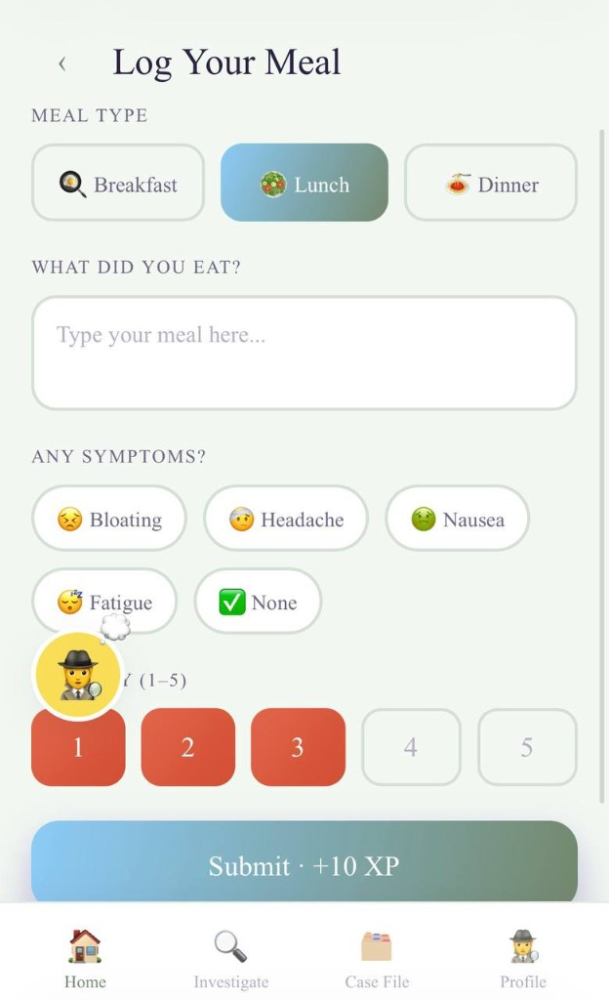 Log Your Meal
MEAL TYPE
Breakfast
Lunch
Dinner
WHAT DID YOU EAT?
Type your meal here...
ANY SYMPTOMS?
Bloating
Headache
Nausea
Fatigue
None
(1–5)
1
2
3
4
5
Submit · +10 XP
Home
Investigate
Case File
Profile